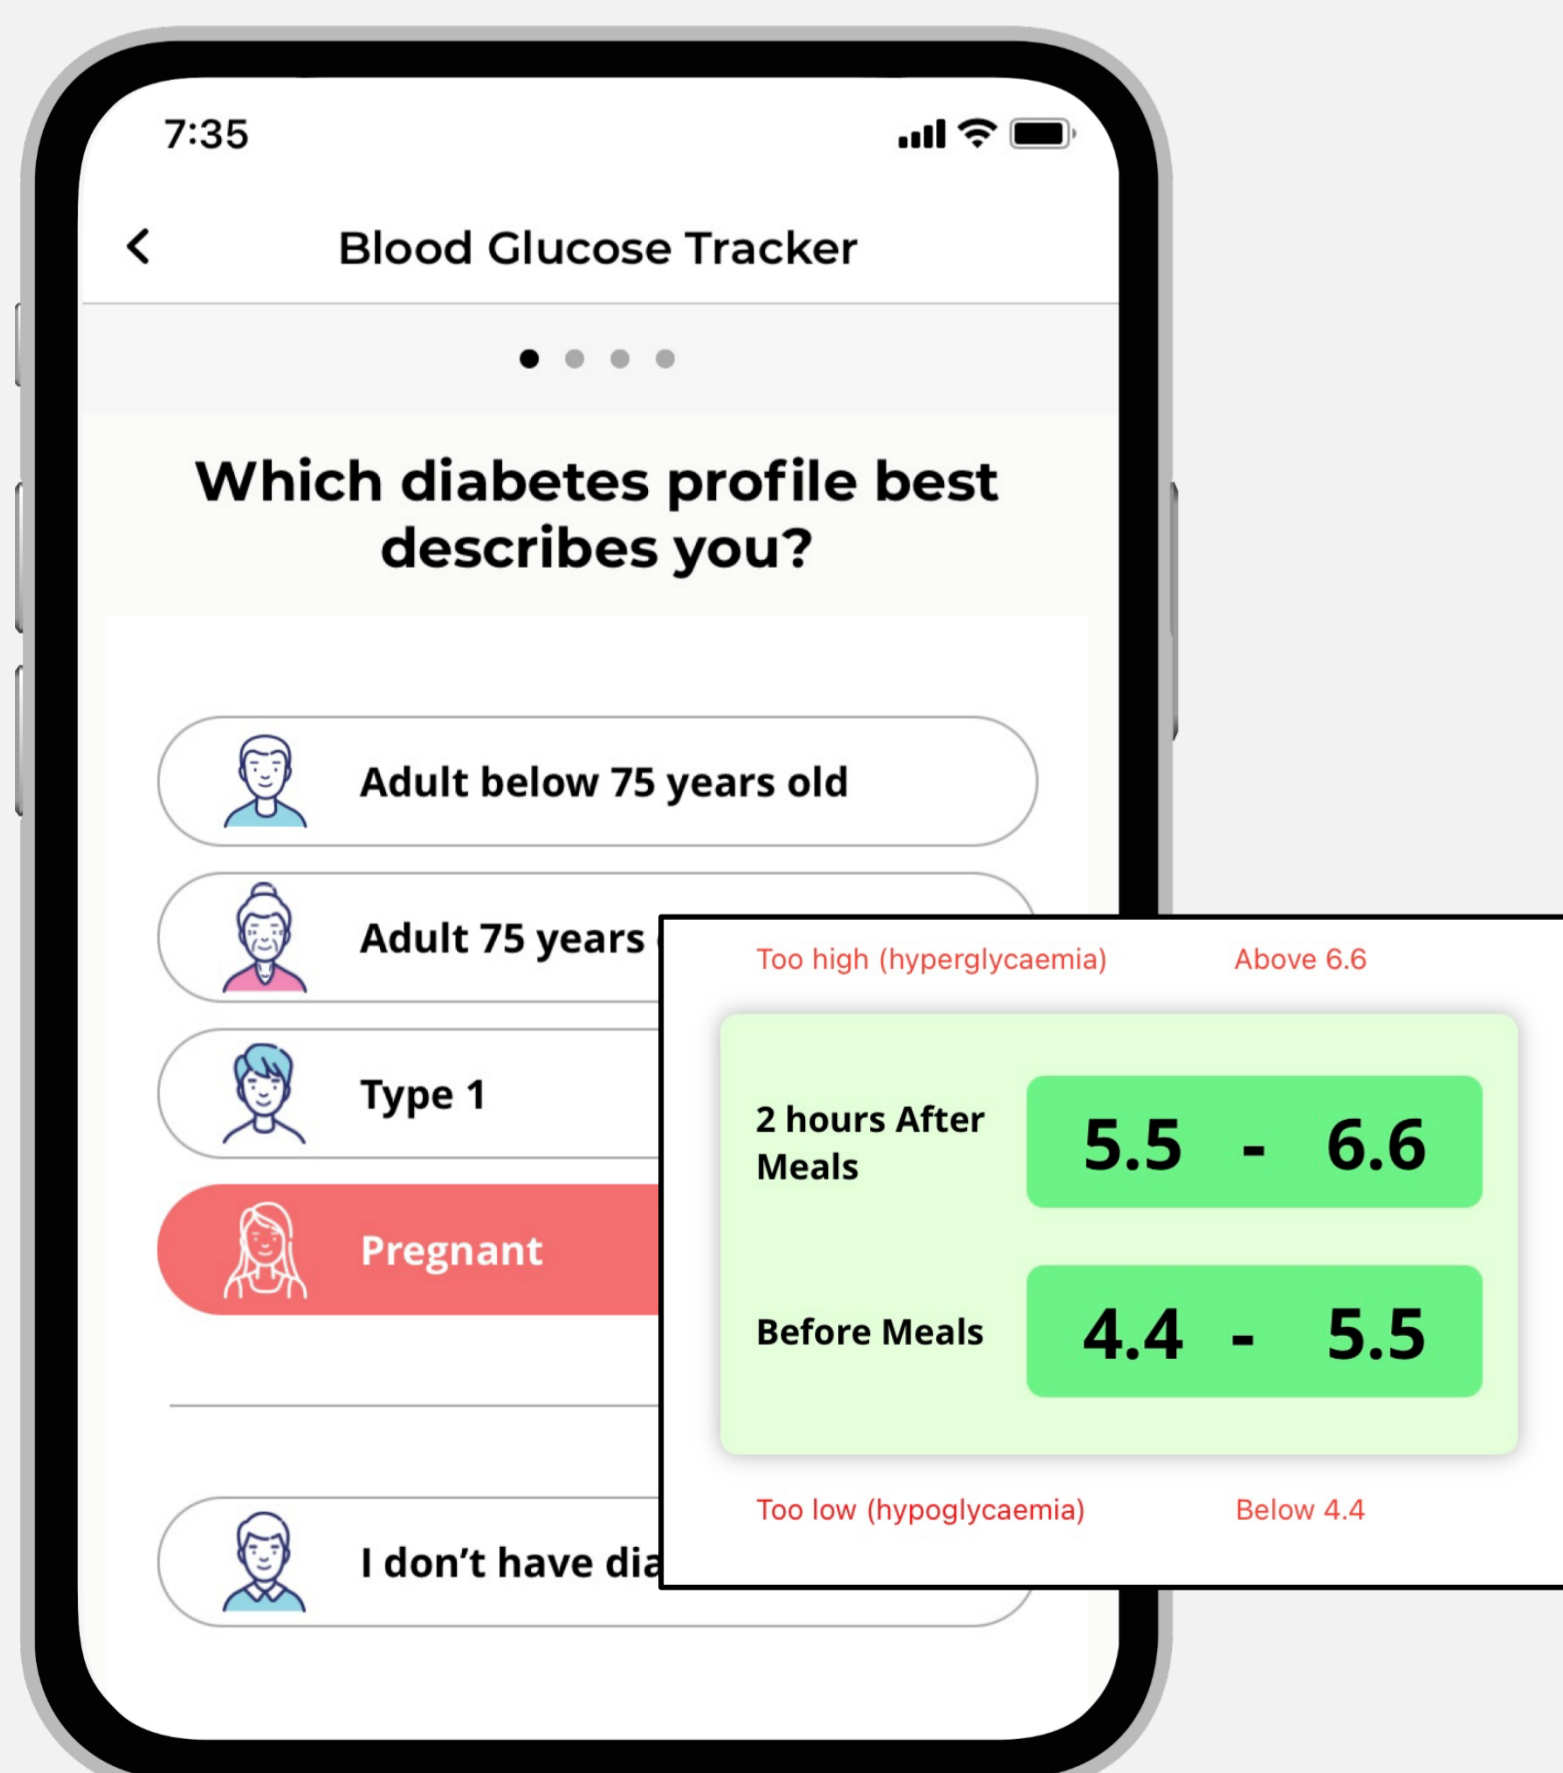 7:35
Blood Glucose Tracker
Which diabetes profile best
describes you?
Adult below 75 years old
Adult 75 years
Type 1
Pregnant
I don’t have
Too high (hyperglycaemia) Above 6.6
2 hours After
Meals
5.5 - 6.6
Before Meals 4.4 - 5.5
Too low (hypoglycaemia) Below 4.4